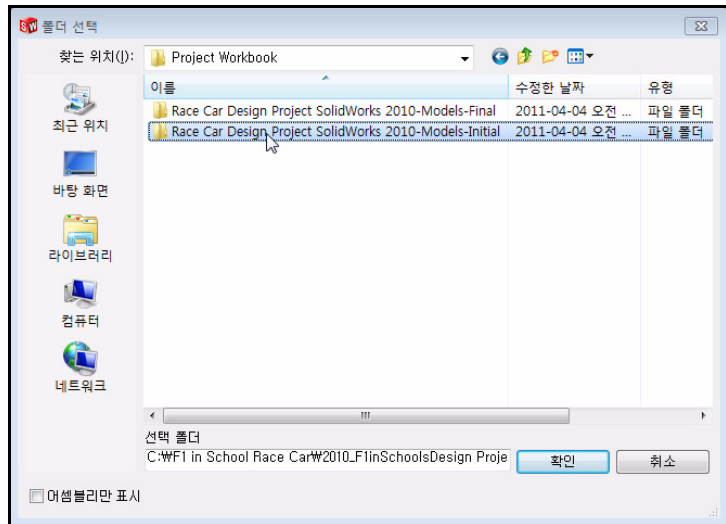 폴더 선택
찾는 위치(I): Project Workbook
이름 수정한 날짜 유형
Race Car Design Project SolidWorks 2010-Models-Final 2011-04-04 오전 ... 파일 폴더
Race Car Design Project SolidWorks 2010-Models-Initial 2011-04-04 오전 ... 파일 폴더
최근 위치
바탕 화면
라이브러리
컴퓨터
네트워크
선택 폴더
C:₩F1 in School Race Car₩2010_F1inSchoolsDesign Proje 확인 취소
어셈블리만 표시